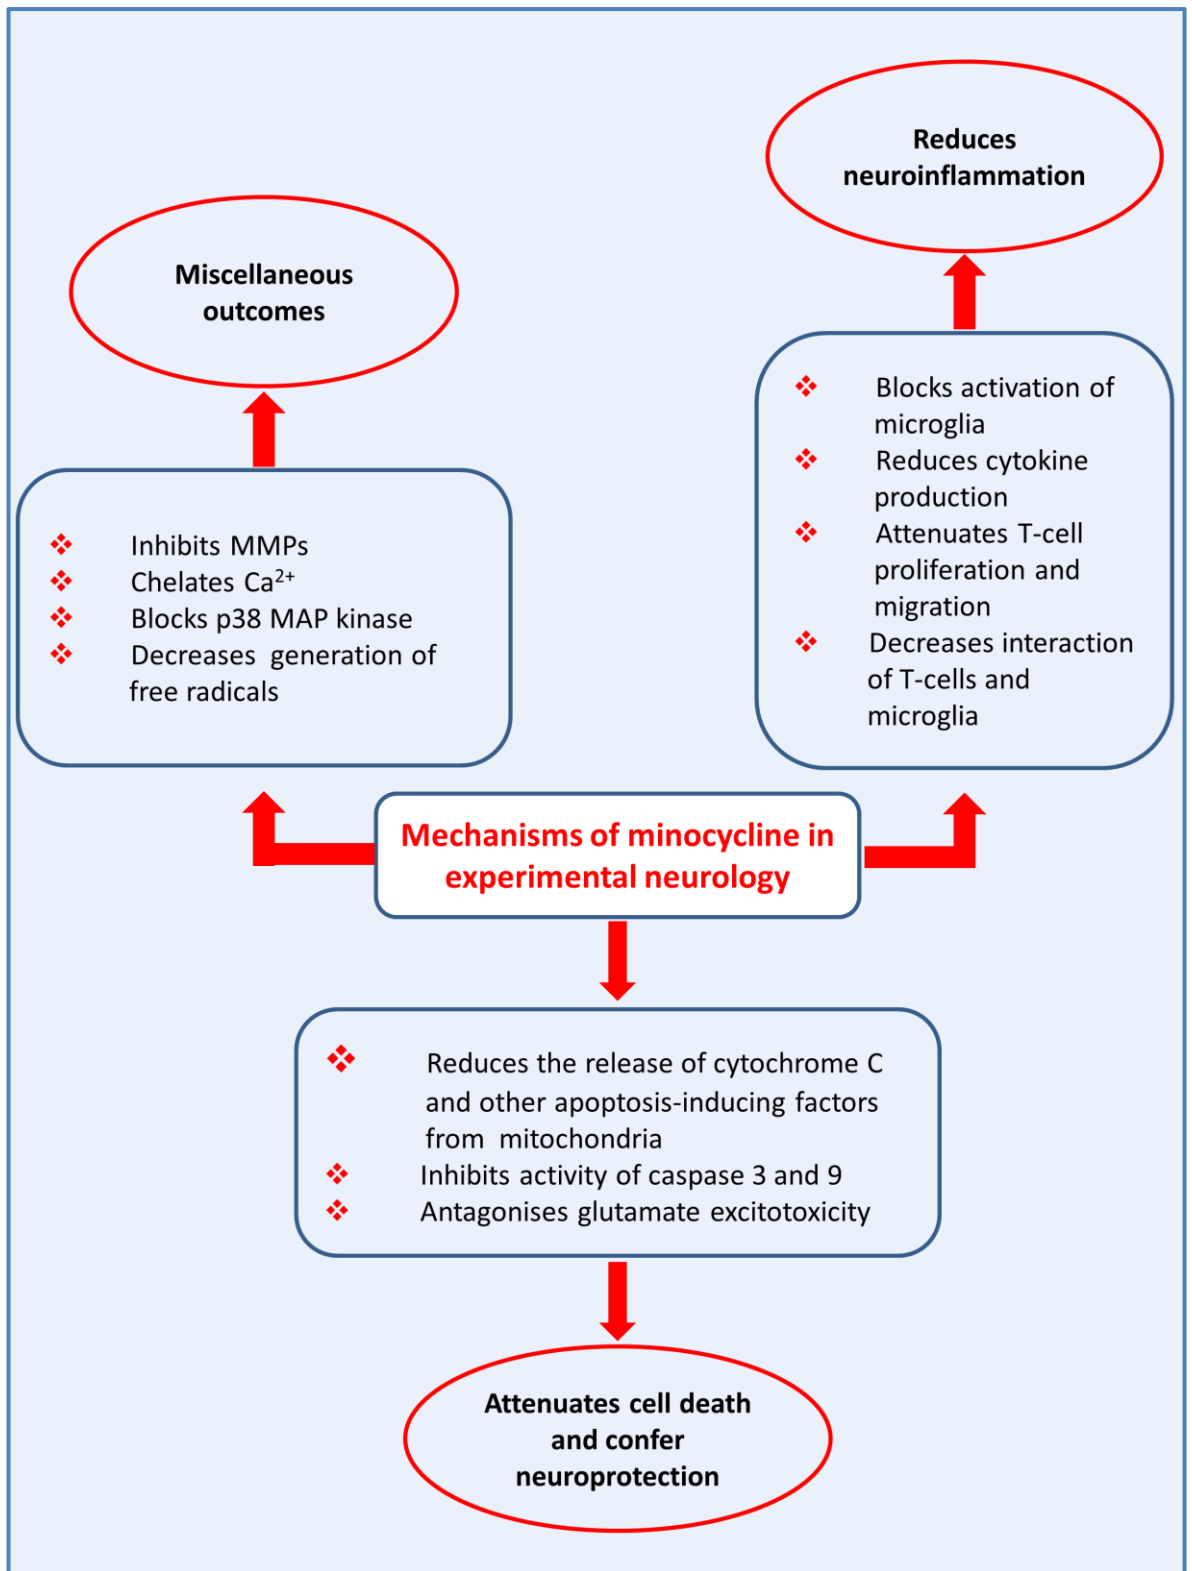 Reduces
neuroinflammation
Miscellaneous
outcomes
❖ Blocks activation of
microglia
❖ Reduces cytokine
production
❖ Attenuates T-cell
proliferation and
migration
❖ Decreases interaction
of T-cells and
microglia
❖ Inhibits MMPs
❖ Chelates Ca²⁺
❖ Blocks p38 MAP kinase
❖ Decreases generation of
free radicals
Mechanisms of minocycline in
experimental neurology
❖ Reduces the release of cytochrome C
and other apoptosis-inducing factors
from mitochondria
❖ Inhibits activity of caspase 3 and 9
❖ Antagonises glutamate excitotoxicity
Attenuates cell death
and confer
neuroprotection